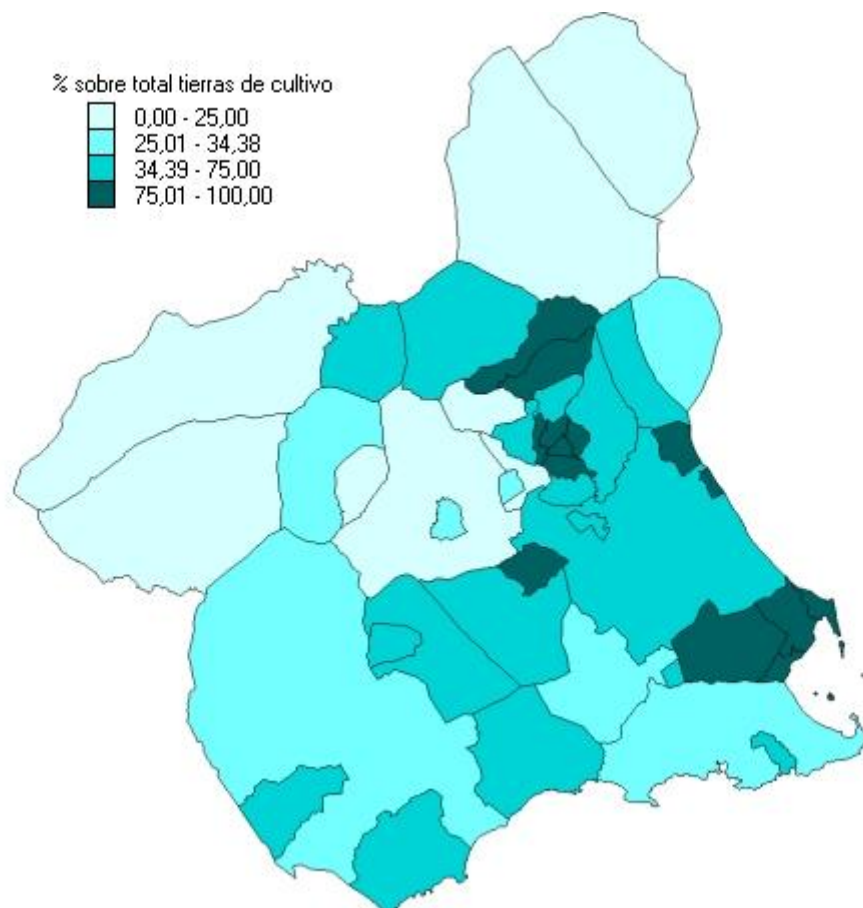 % sobre total tierras de cultivo
0,00 - 25,00
25,01 - 34,38
34,39 - 75,00
75,01 - 100,00